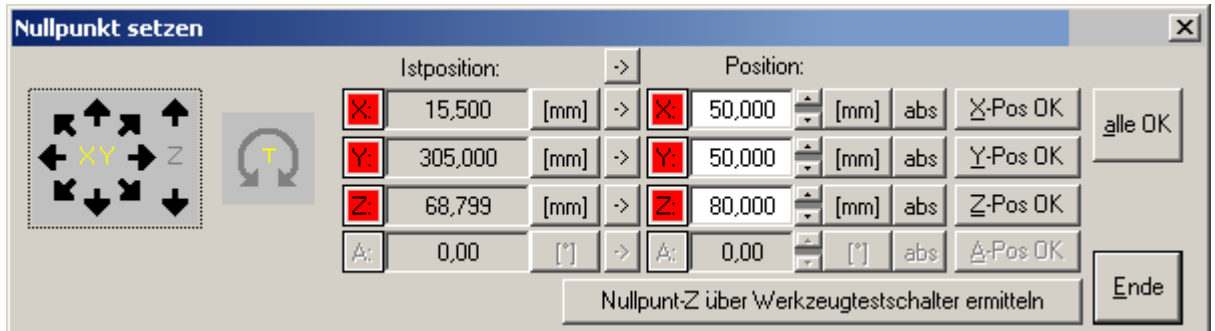 Nullpunkt setzen
Istposition: -> Position:
X: 15,500 [mm] -> X: 50,000 [mm] abs X-Pos OK alle OK
XY Z T Y: 305,000 [mm] -> Y: 50,000 [mm] abs Y-Pos OK
Z: 68,799 [mm] -> Z: 80,000 [mm] abs Z-Pos OK
A: 0,00 [°] -> A: 0,00 [°] abs A-Pos OK
Nullpunt-Z über Werkzeugtestschalter ermitteln Ende